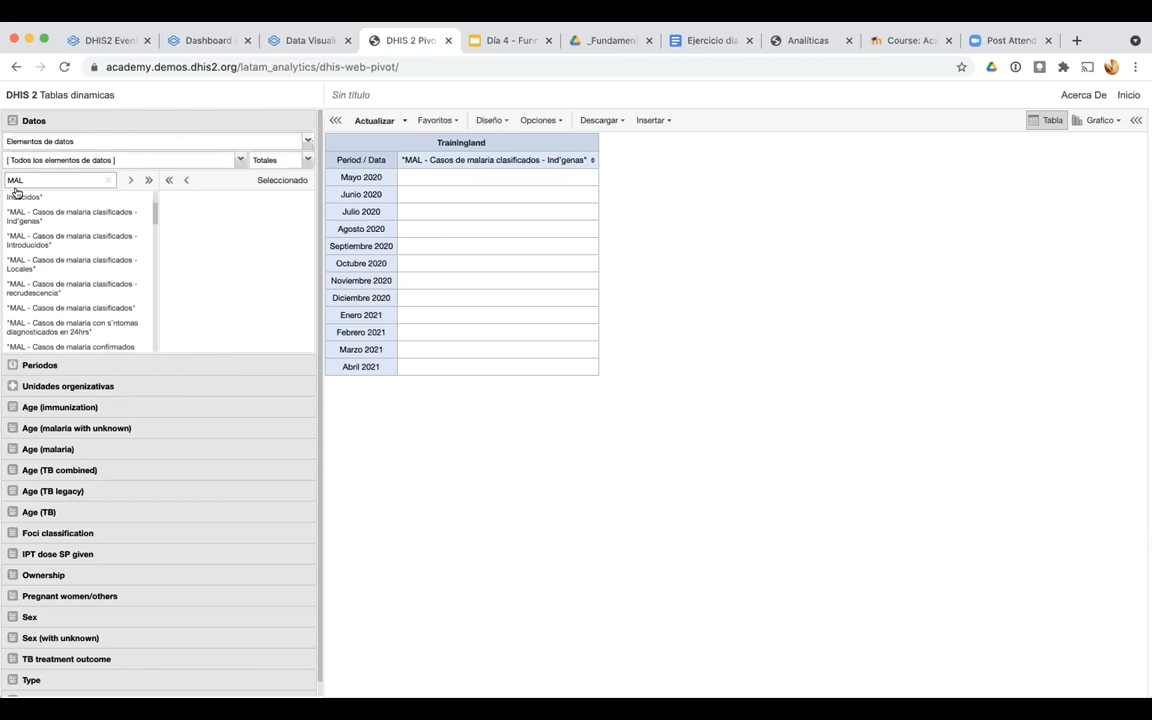 DHIS2 Even
Dashboard
Data Visuali
DHIS 2 Pivo
Día 4 - Fun
_Fundamen
Ejercicio día
Analíticas
Course: Aca
Post Attend
academy.demos.dhis2.org/latam_analytics/dhis-web-pivot/
DHIS 2 Tablas dinamicas
Sin título
Acerca De
Inicio
Datos
Actualizar
Favoritos
Diseño
Opciones
Descargar
Insertar
Tabla
Grafico
Elementos de datos
[ Todos los elementos de datos ]
Totales
MAL
Seleccionado
"MAL - Casos de malaria clasificados -
Ind'genas"
"MAL - Casos de malaria clasificados -
Introducidos"
"MAL - Casos de malaria clasificados -
Locales"
"MAL - Casos de malaria clasificados -
recrudescencia"
"MAL - Casos de malaria clasificados"
"MAL - Casos de malaria con s'ntomas
diagnosticados en 24hrs"
"MAL - Casos de malaria confirmados
Periodos
Unidades organizativas
Age (immunization)
Age (malaria with unknown)
Age (malaria)
Age (TB combined)
Age (TB legacy)
Age (TB)
Foci classification
IPT dose SP given
Ownership
Pregnant women/others
Sex
Sex (with unknown)
TB treatment outcome
Type
Trainingland
Period / Data
"MAL - Casos de malaria clasificados - Ind'genas"
Mayo 2020
Junio 2020
Julio 2020
Agosto 2020
Septiembre 2020
Octubre 2020
Noviembre 2020
Diciembre 2020
Enero 2021
Febrero 2021
Marzo 2021
Abril 2021